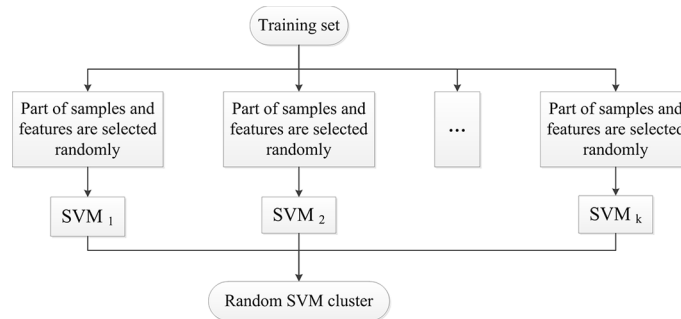 Training set
Part of samples and
features are selected
randomly
Part of samples and
features are selected
randomly
...
Part of samples and
features are selected
randomly
SVM 1
SVM 2
SVM k
Random SVM cluster